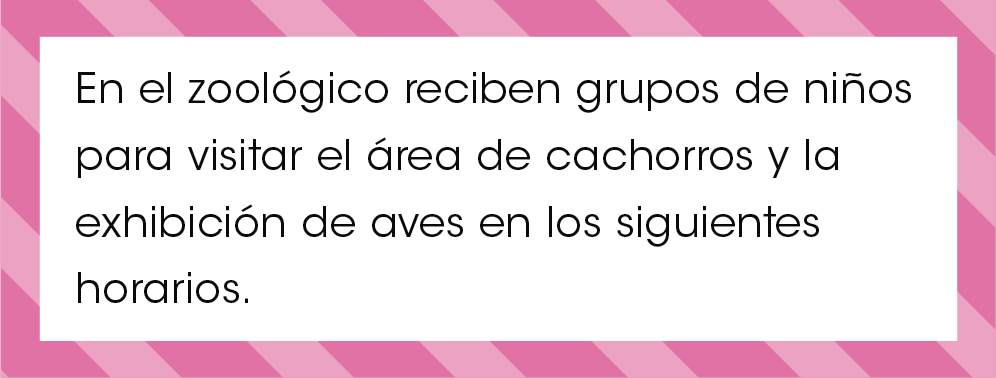 En el zoológico reciben grupos de niños
para visitar el área de cachorros y la
exhibición de aves en los siguientes
horarios.